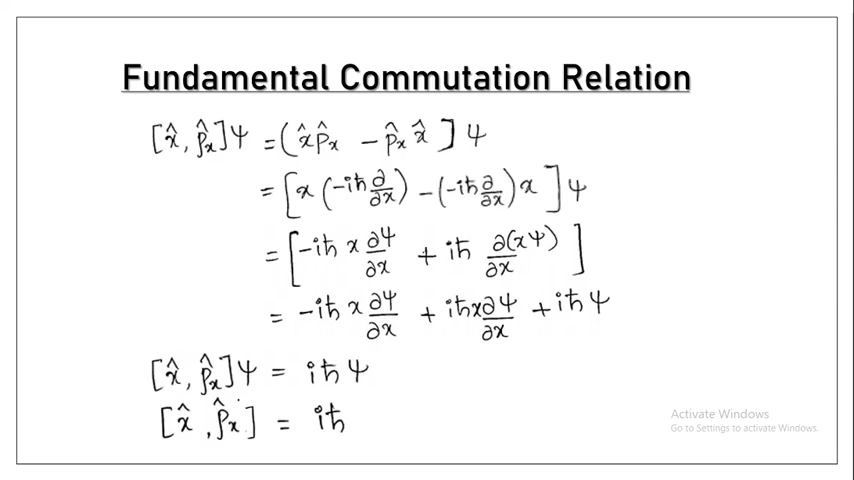 Fundamental Commutation Relation
[x̂, p̂ₓ]Ψ = (x̂p̂ₓ − p̂ₓx̂]Ψ
= [x(−iħ ∂/∂x) − (−iħ ∂/∂x)x]Ψ
= [−iħ x ∂Ψ/∂x + iħ ∂(xΨ)/∂x]
= −iħ x ∂Ψ/∂x + iħx∂Ψ/∂x + iħΨ
[x̂, p̂ₓ]Ψ = iħΨ
[x̂, p̂ₓ] = iħ
Activate Windows
Go to Settings to activate Windows.